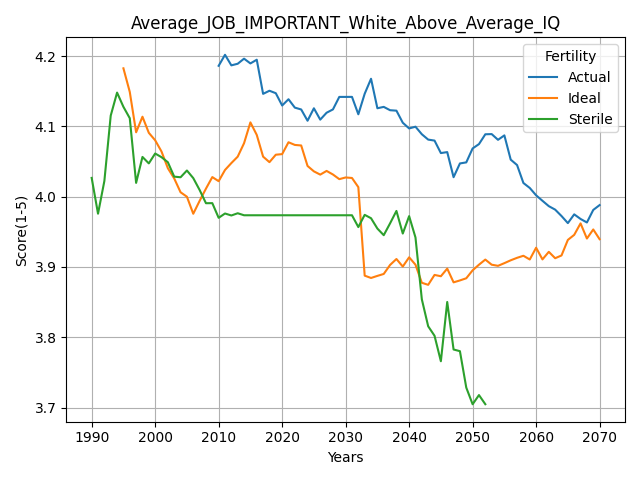 Average_JOB_IMPORTANT_White_Above_Average_IQ
Fertility
Actual
Ideal
Sterile
Score(1-5)
4.2
4.1
4.0
3.9
3.8
3.7
1990 2000 2010 2020 2030 2040 2050 2060 2070
Years